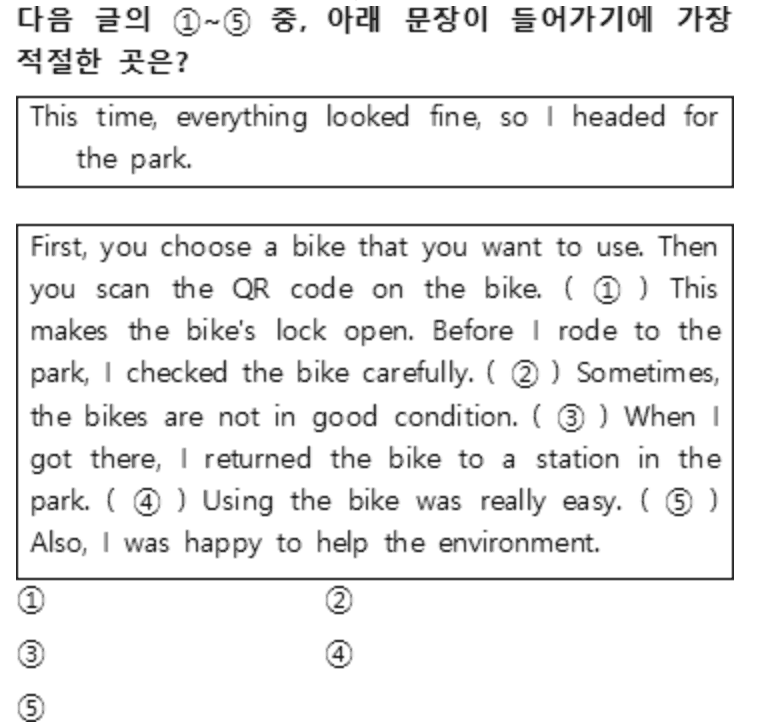 다음 글의 ①~⑤ 중, 아래 문장이 들어가기에 가장
적절한 곳은?
This time, everything looked fine, so I headed for
the park.
First, you choose a bike that you want to use. Then
you scan the QR code on the bike. ( ① ) This
makes the bike's lock open. Before I rode to the
park, I checked the bike carefully. ( ② ) Sometimes,
the bikes are not in good condition. ( ③ ) When I
got there, I returned the bike to a station in the
park. ( ④ ) Using the bike was really easy. ( ⑤ )
Also, I was happy to help the environment.
① ②
③ ④
⑤